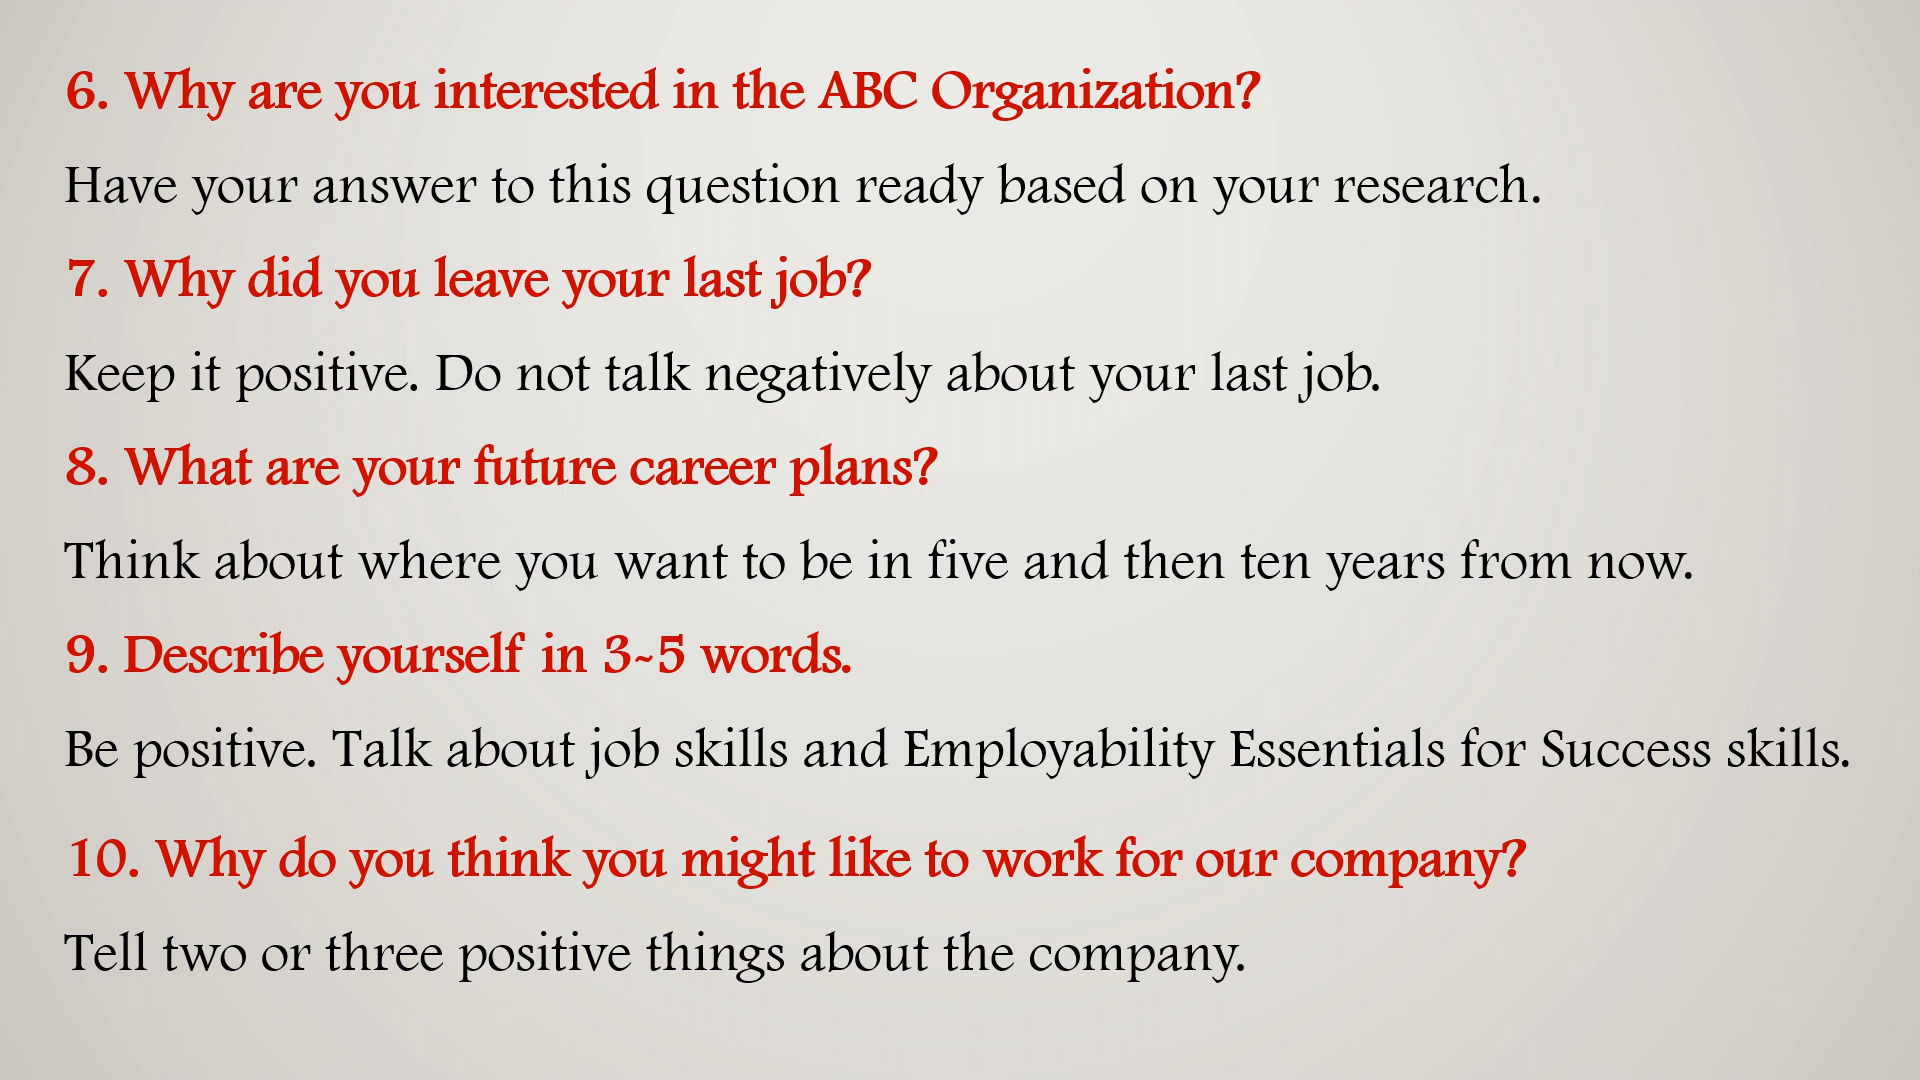 6. Why are you interested in the ABC Organization?
Have your answer to this question ready based on your research.
7. Why did you leave your last job?
Keep it positive. Do not talk negatively about your last job.
8. What are your future career plans?
Think about where you want to be in five and then ten years from now.
9. Describe yourself in 3-5 words.
Be positive. Talk about job skills and Employability Essentials for Success skills.
10. Why do you think you might like to work for our company?
Tell two or three positive things about the company.